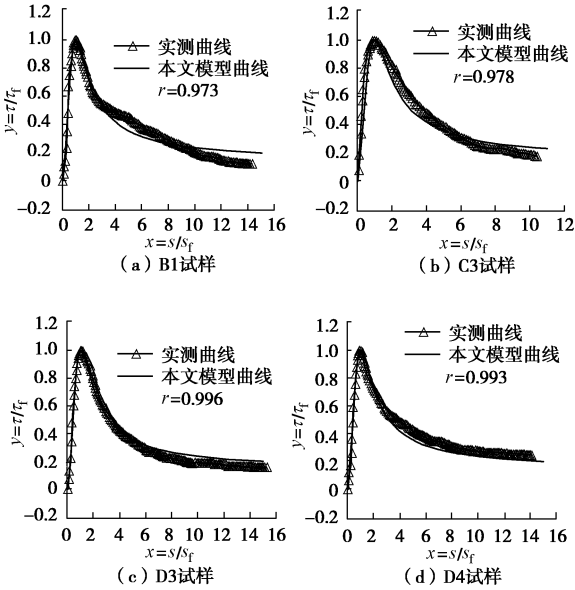 1.2
1.0
0.8
0.6
0.4
0.2
0
−0.2
y=τ/τf
实测曲线
本文模型曲线
r=0.973
0 2 4 6 8 10 12 14 16
x=s/sf
（a）B1试样
1.2
1.0
0.8
0.6
0.4
0.2
0
−0.2
y=τ/τf
实测曲线
本文模型曲线
r=0.978
0 2 4 6 8 10 12
x=s/sf
（b）C3试样
1.2
1.0
0.8
0.6
0.4
0.2
0
−0.2
y=τ/τf
实测曲线
本文模型曲线
r=0.996
0 2 4 6 8 10 12 14 16
x=s/sf
（c）D3试样
1.2
1.0
0.8
0.6
0.4
0.2
0
−0.2
y=τ/τf
实测曲线
本文模型曲线
r=0.993
0 2 4 6 8 10 12 14 16
x=s/sf
（d）D4试样